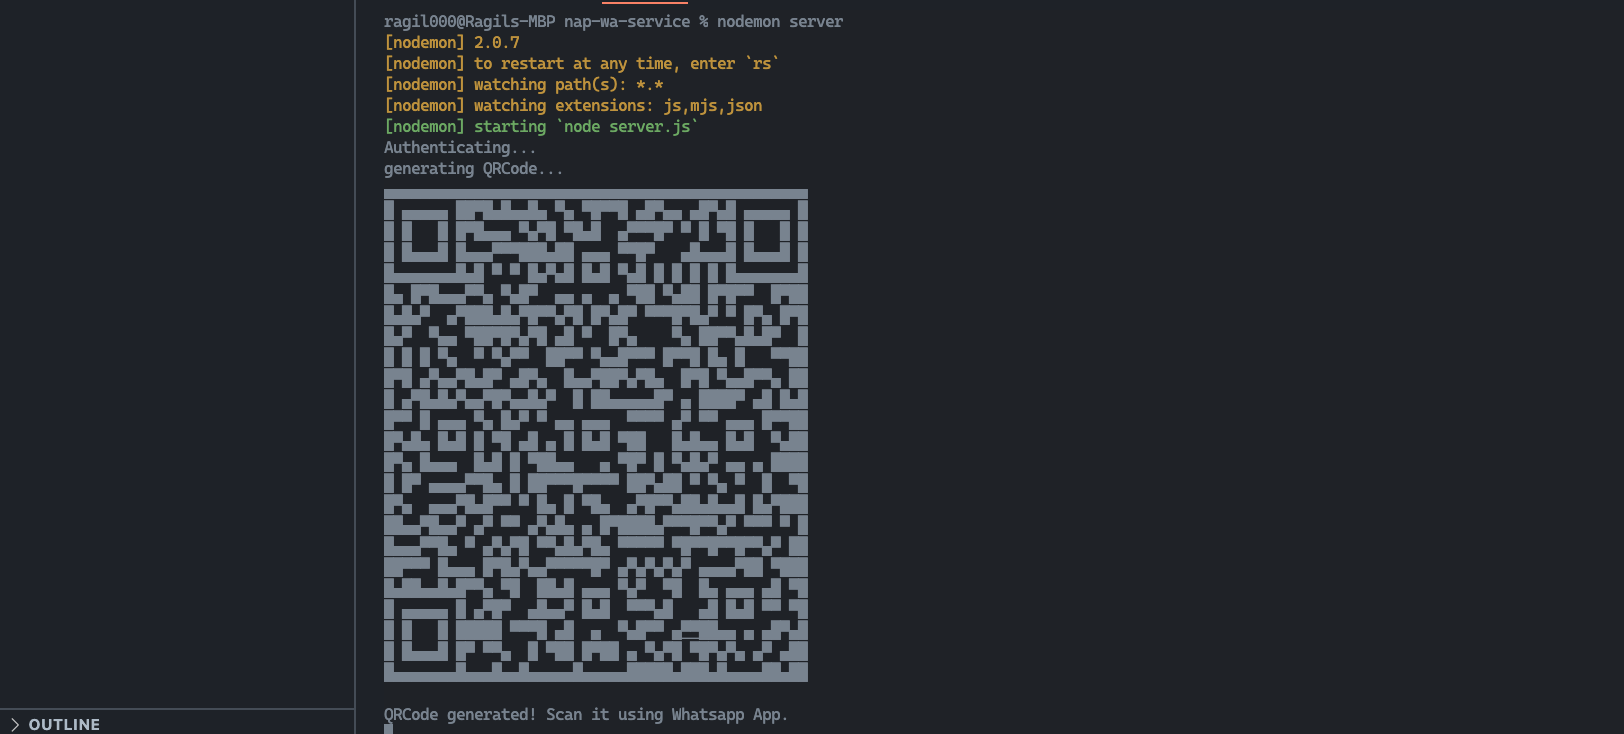 ragil000@Ragils-MBP nap-wa-service % nodemon server
[nodemon] 2.0.7
[nodemon] to restart at any time, enter `rs`
[nodemon] watching path(s): *.*
[nodemon] watching extensions: js,mjs,json
[nodemon] starting `node server.js`
Authenticating...
generating QRCode...
QRCode generated! Scan it using Whatsapp App.
OUTLINE